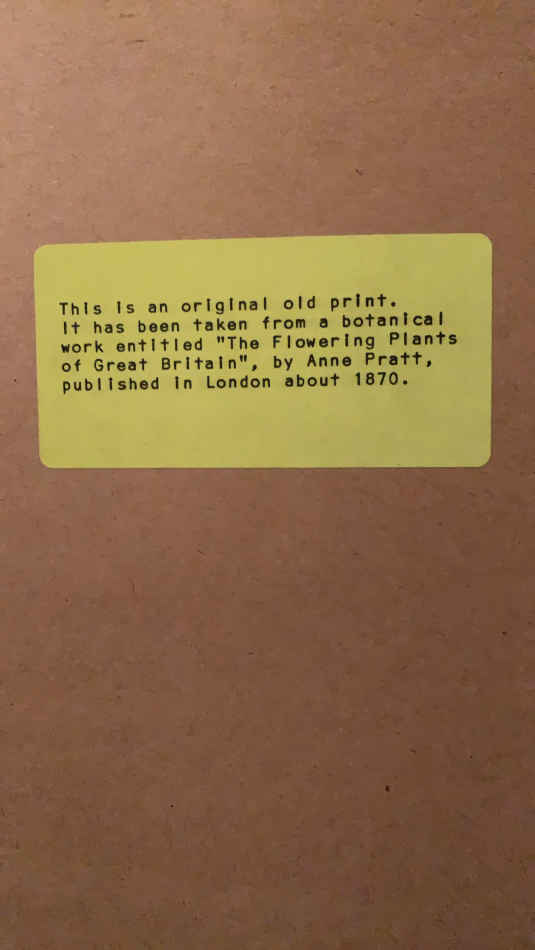 This is an original old print.
It has been taken from a botanical
work entitled "The Flowering Plants
of Great Britain", by Anne Pratt,
published in London about 1870.